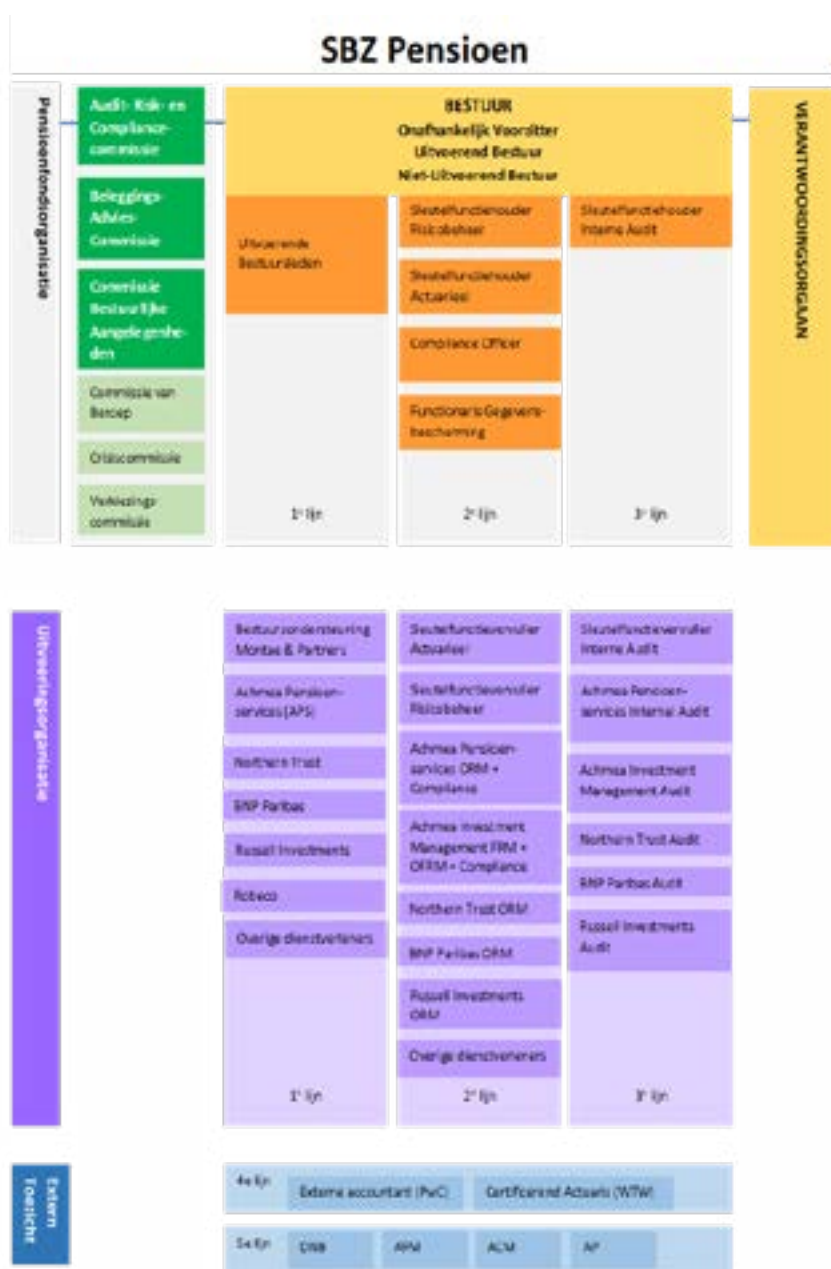 SBZ Pensioen
Pensioenfondsorganisatie
Audit- Risk- en
Compliance-
commissie
Beleggings-
Advies-
Commissie
Commissie
Bestuurlijke
Aangelegenhe-
den
Commissie van
Beroep
Crisiscommissie
Verkiezings
commissie
BESTUUR
Onafhankelijk Voorzitter
Uitvoerend Bestuur
Niet-Uitvoerend Bestuur
Uitvoerende
Bestuursleden
1e lijn
Sleutelfunctiehouder
Risicobeheer
Sleutelfunctiehouder
Actuarieel
Compliance Officer
Functionaris Gegevens-
bescherming
2e lijn
Sleutelfunctiehouder
Interne Audit
3e lijn
VERANTWOORDINGSORGAAN
Uitvoeringsorganisatie
Bestuursondersteuring
Montae & Partners
Achmea Pensioen-
services (APS)
Northern Trust
BNP Paribas
Russell Investments
Robeco
Overige dienstverleners
1e lijn
Sleutelfunctievervuller
Actuarieel
Sleutelfunctievervuller
Risicobeheer
Achmea Pensioen-
services ORM +
Compliance
Achmea Investment
Management FRM +
OFRM + Compliance
Northern Trust ORM
BNP Paribas ORM
Russell Investments
ORM
Overige dienstverleners
2e lijn
Sleutelfunctievervuller
Interne Audit
Achmea Pensioen-
services Internal Audit
Achmea Investment
Management Audit
Northern Trust Audit
BNP Paribas Audit
Russell Investments
Audit
3e lijn
Extern
Toezicht
4e lijn
Externe accountant (PwC)
Certificerend Actuaris (WTW)
5e lijn
DNB
AFM
ACM
AP